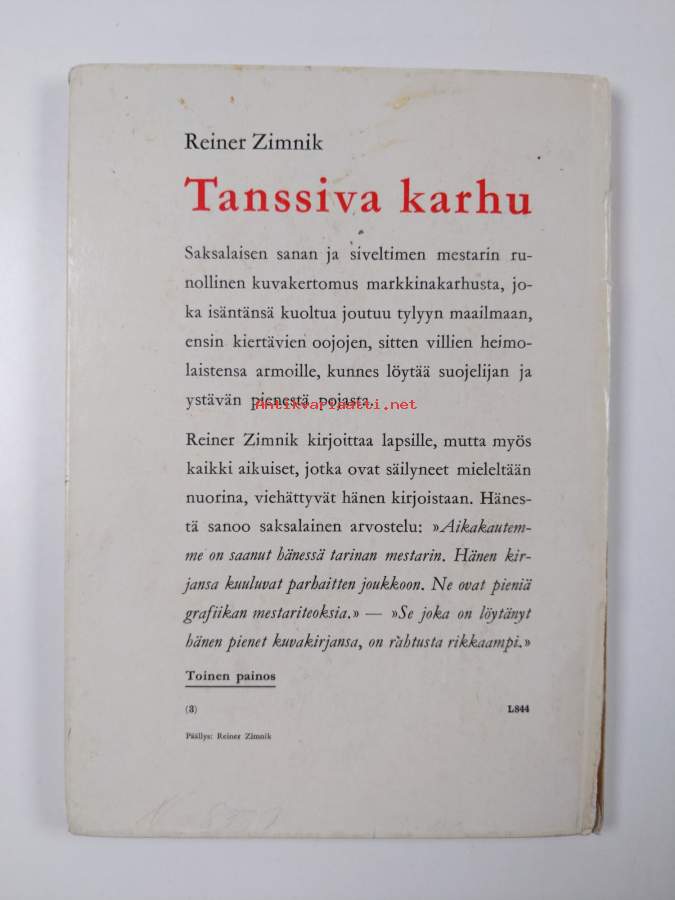 Reiner Zimnik
Tanssiva karhu
Saksalaisen sanan ja siveltimen mestarin ru-
nollinen kuvakertomus markkinakarhusta, jo-
ka isäntänsä kuoltua joutuu tylyyn maailmaan,
ensin kiertävien oojojen, sitten villien heimo-
laistensa armoille, kunnes löytää suojelijan ja
ystävän pienestä pojasta.
Antikvariaatti.net
Reiner Zimnik kirjoittaa lapsille, mutta myös
kaikki aikuiset, jotka ovat säilyneet mieleltään
nuorina, viehättyvät hänen kirjoistaan. Hänes-
tä sanoo saksalainen arvostelu: »Aikakautem-
me on saanut hänessä tarinan mestarin. Hänen kir-
jansa kuuluvat parhaitten joukkoon. Ne ovat pieniä
grafiikan mestariteoksia.» — »Se joka on löytänyt
hänen pienet kuvakirjansa, on rahtusta rikkaampi.»
Toinen painos
(3) L844
Päällys: Reiner Zimnik